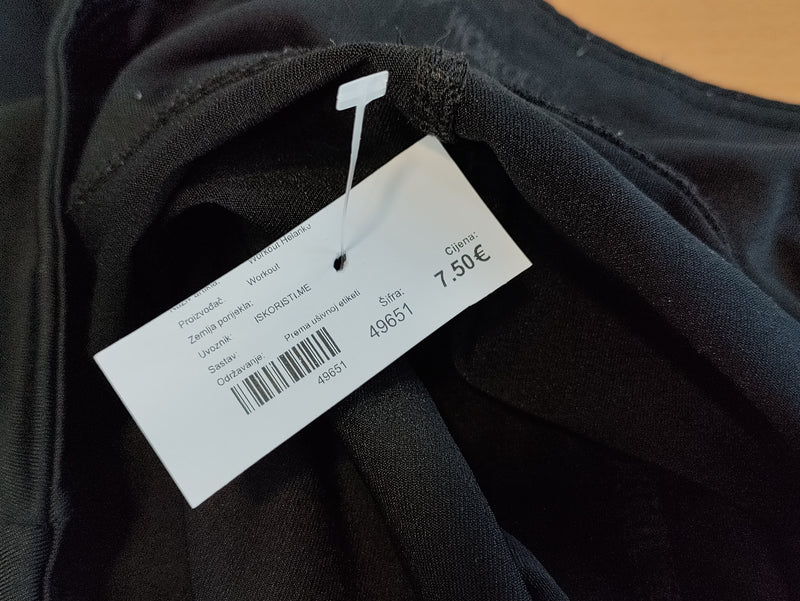 Workout Helanke
Proizvođač: Workout
Zemlja porijekla:
Uvoznik: ISKORISTI.ME
Sastav:
Održavanje: Prema ušivnoj etiketi
49651
Šifra:
49651
Cijena:
7.50€